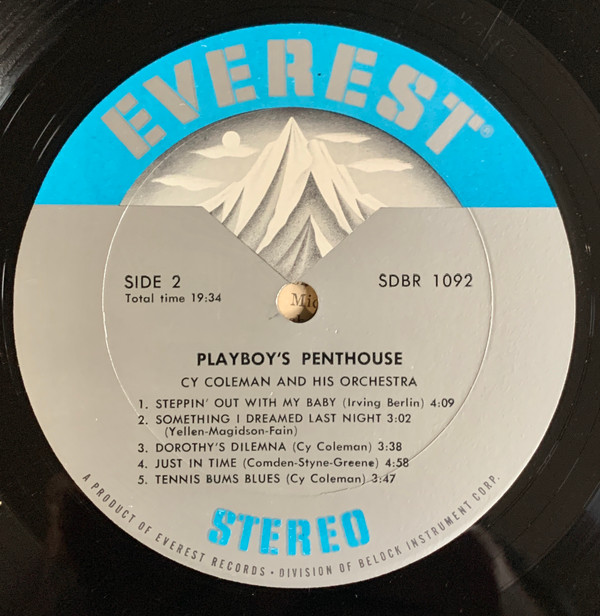 EVEREST®
SIDE 2
Total time 19:34
SDBR 1092
PLAYBOY'S PENTHOUSE
CY COLEMAN AND HIS ORCHESTRA
1. STEPPIN' OUT WITH MY BABY (Irving Berlin) 4:09
2. SOMETHING I DREAMED LAST NIGHT 3:02
(Yellen-Magidson-Fain)
3. DOROTHY'S DILEMNA (Cy Coleman) 3:38
4. JUST IN TIME (Comden-Styne-Greene) 4:58
5. TENNIS BUMS BLUES (Cy Coleman) 3:47
STEREO
A PRODUCT OF EVEREST RECORDS • DIVISION OF BELOCK INSTRUMENT CORP.